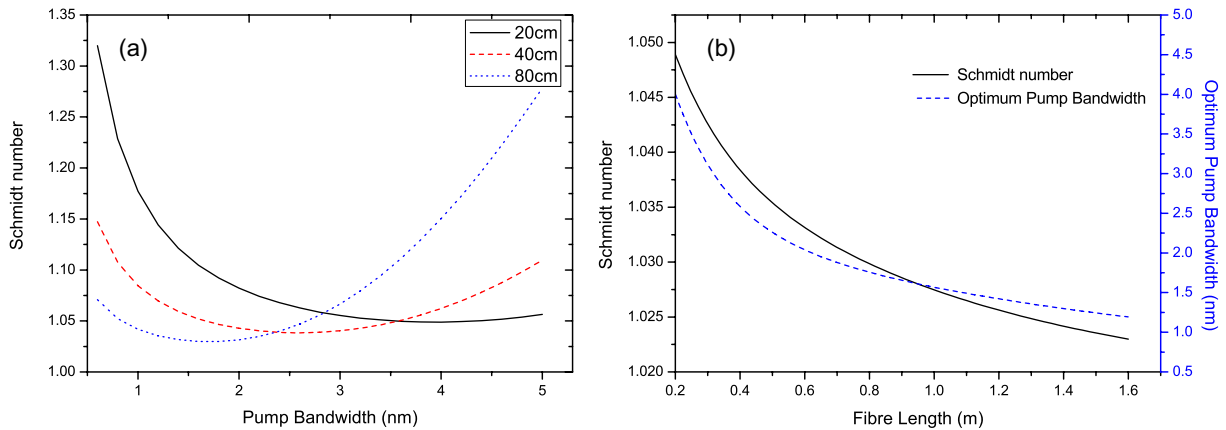 (a)
20cm
40cm
80cm
Schmidt number
1.35
1.30
1.25
1.20
1.15
1.10
1.05
1.00
1 2 3 4 5
Pump Bandwidth (nm)
(b)
Schmidt number
Optimum Pump Bandwidth
Schmidt number
1.050
1.045
1.040
1.035
1.030
1.025
1.020
0.2 0.4 0.6 0.8 1.0 1.2 1.4 1.6
Fibre Length (m)
5.0
4.5
4.0
3.5
3.0
2.5
2.0
1.5
1.0
0.5
Optimum Pump Bandwidth (nm)